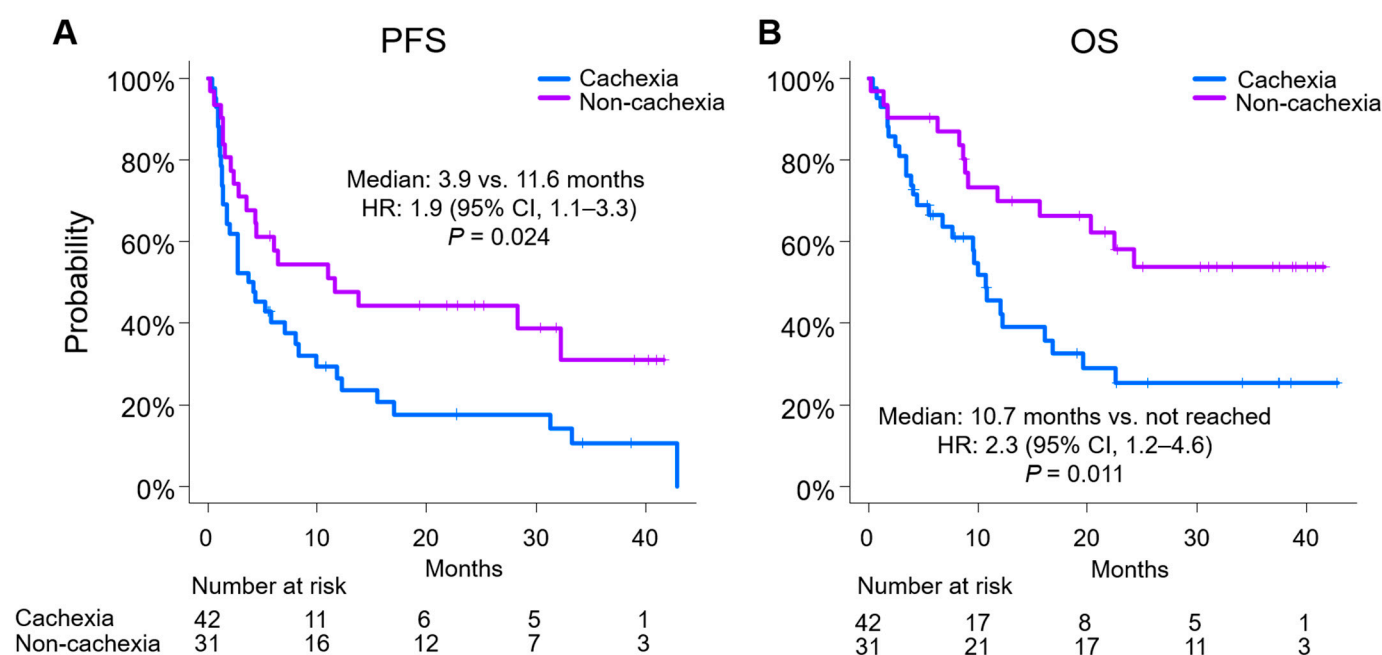 A
PFS
Cachexia
Non-cachexia
100%
80%
60%
40%
20%
0%
Probability
Median: 3.9 vs. 11.6 months
HR: 1.9 (95% CI, 1.1–3.3)
P = 0.024
0 10 20 30 40
Months
Number at risk
Cachexia 42 11 6 5 1
Non-cachexia 31 16 12 7 3
B
OS
Cachexia
Non-cachexia
100%
80%
60%
40%
20%
0%
Median: 10.7 months vs. not reached
HR: 2.3 (95% CI, 1.2–4.6)
P = 0.011
0 10 20 30 40
Months
Number at risk
42 17 8 5 1
31 21 17 11 3